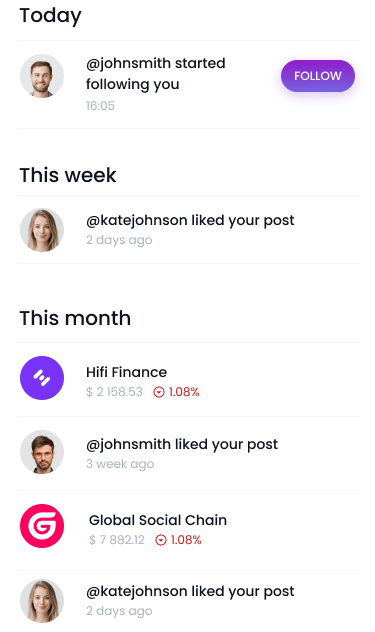 Today
@johnsmith started
following you
FOLLOW
16:05
This week
@katejohnson liked your post
2 days ago
This month
Hifi Finance
$ 2 158.53 1.08%
@johnsmith liked your post
3 week ago
Global Social Chain
$ 7 882.12 1.08%
@katejohnson liked your post
2 days ago